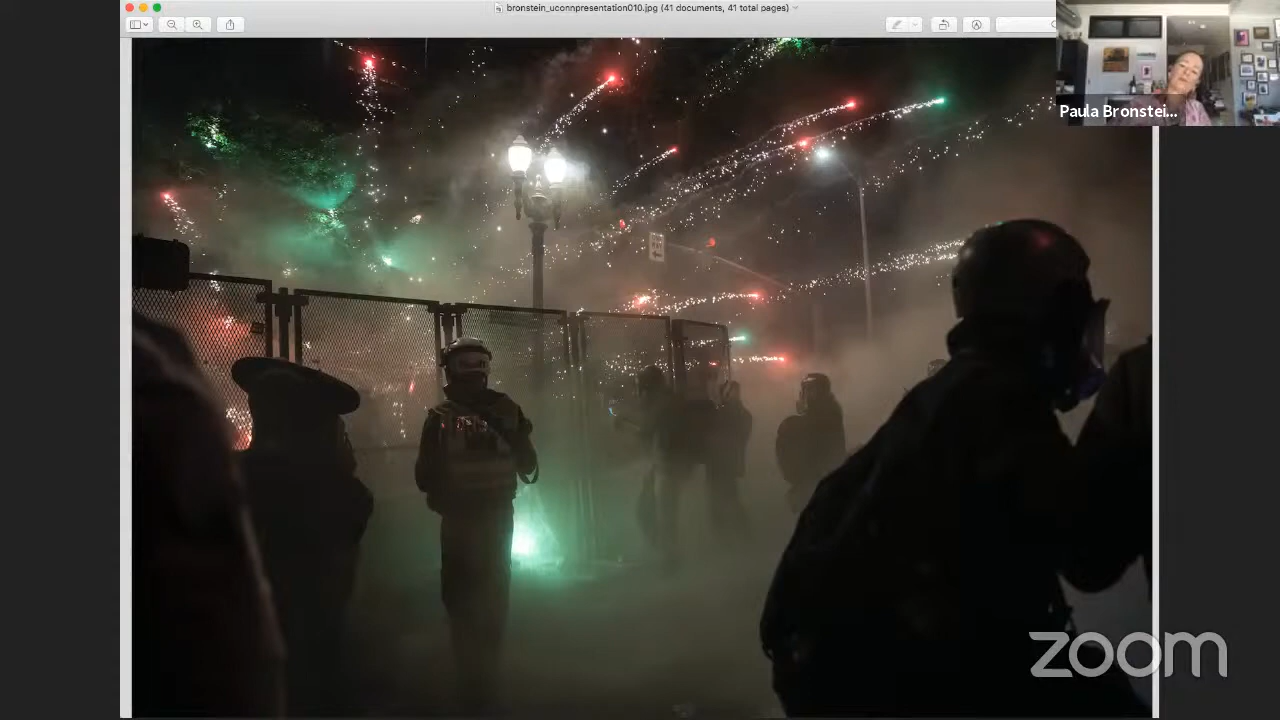 bronstein_uconnpresentation010.jpg (41 documents, 41 total pages)
Paula Bronstei...
zoom